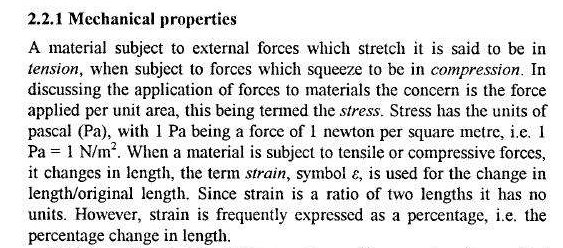 2.2.1 Mechanical properties
A material subject to external forces which stretch it is said to be in
tension, when subject to forces which squeeze to be in compression. In
discussing the application of forces to materials the concern is the force
applied per unit area, this being termed the stress. Stress has the units of
pascal (Pa), with 1 Pa being a force of 1 newton per square metre, i.e. 1
Pa = 1 N/m². When a material is subject to tensile or compressive forces,
it changes in length, the term strain, symbol ε, is used for the change in
length/original length. Since strain is a ratio of two lengths it has no
units. However, strain is frequently expressed as a percentage, i.e. the
percentage change in length.